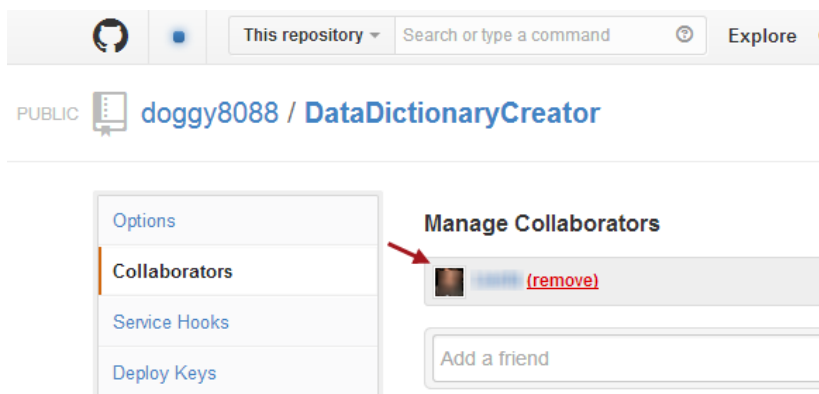 This repository Search or type a command Explore
PUBLIC doggy8088 / DataDictionaryCreator
Options
Collaborators
Service Hooks
Deploy Keys
Manage Collaborators
(remove)
Add a friend